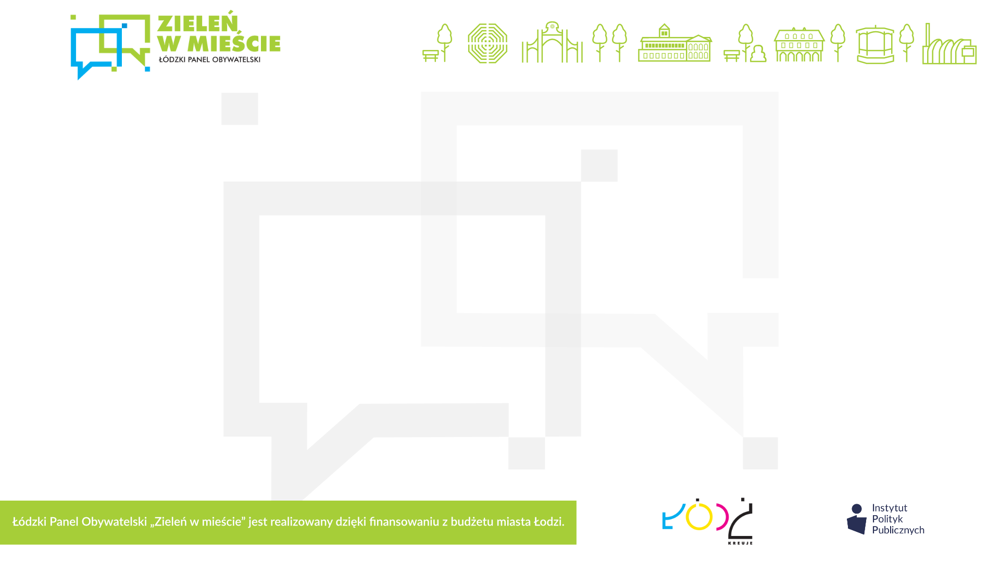 ZIELEŃ
W MIEŚCIE
ŁÓDZKI PANEL OBYWATELSKI
Łódzki Panel Obywatelski „Zieleń w mieście” jest realizowany dzięki finansowaniu z budżetu miasta Łodzi.
ŁÓDŹ
KREUJE
Instytut
Polityk
Publicznych